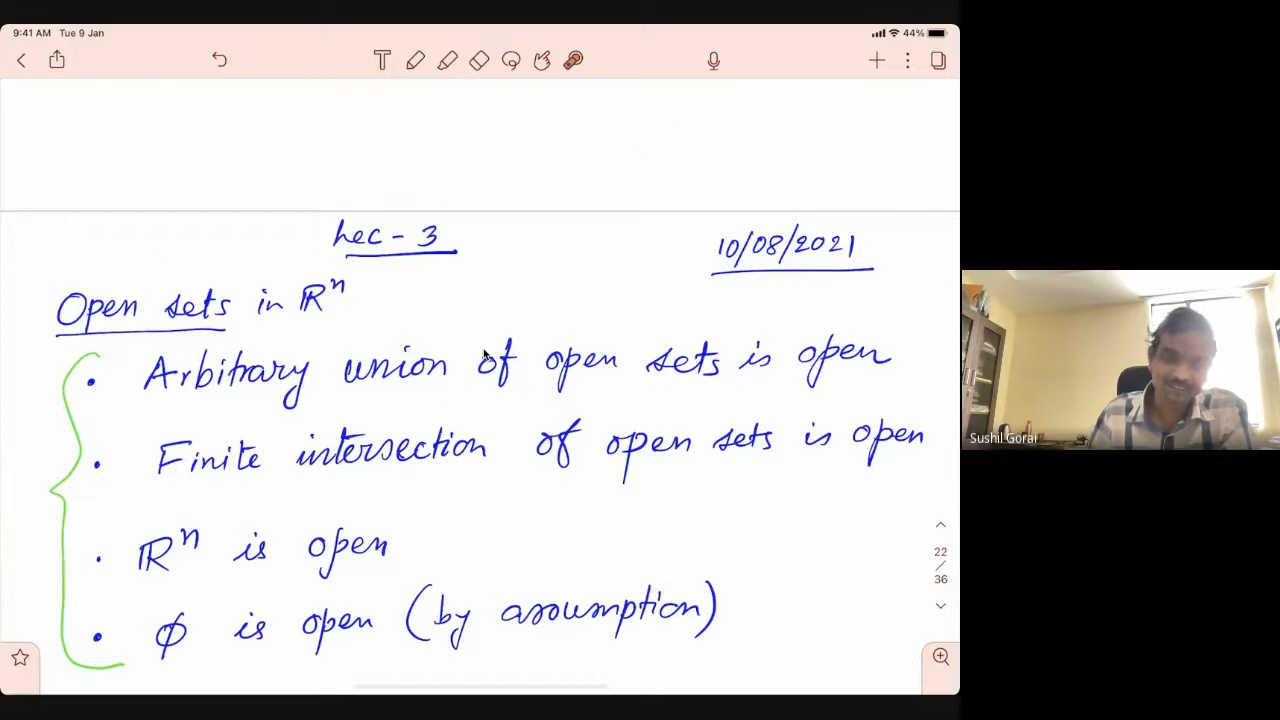 9:41 AM Tue 9 Jan
44%
Lec - 3
10/08/2021
Open sets in ℝⁿ
• Arbitrary union of open sets is open
• Finite intersection of open sets is open
• ℝⁿ is open
• ϕ is open (by assumption)
22
/
36
Sushil Gorai